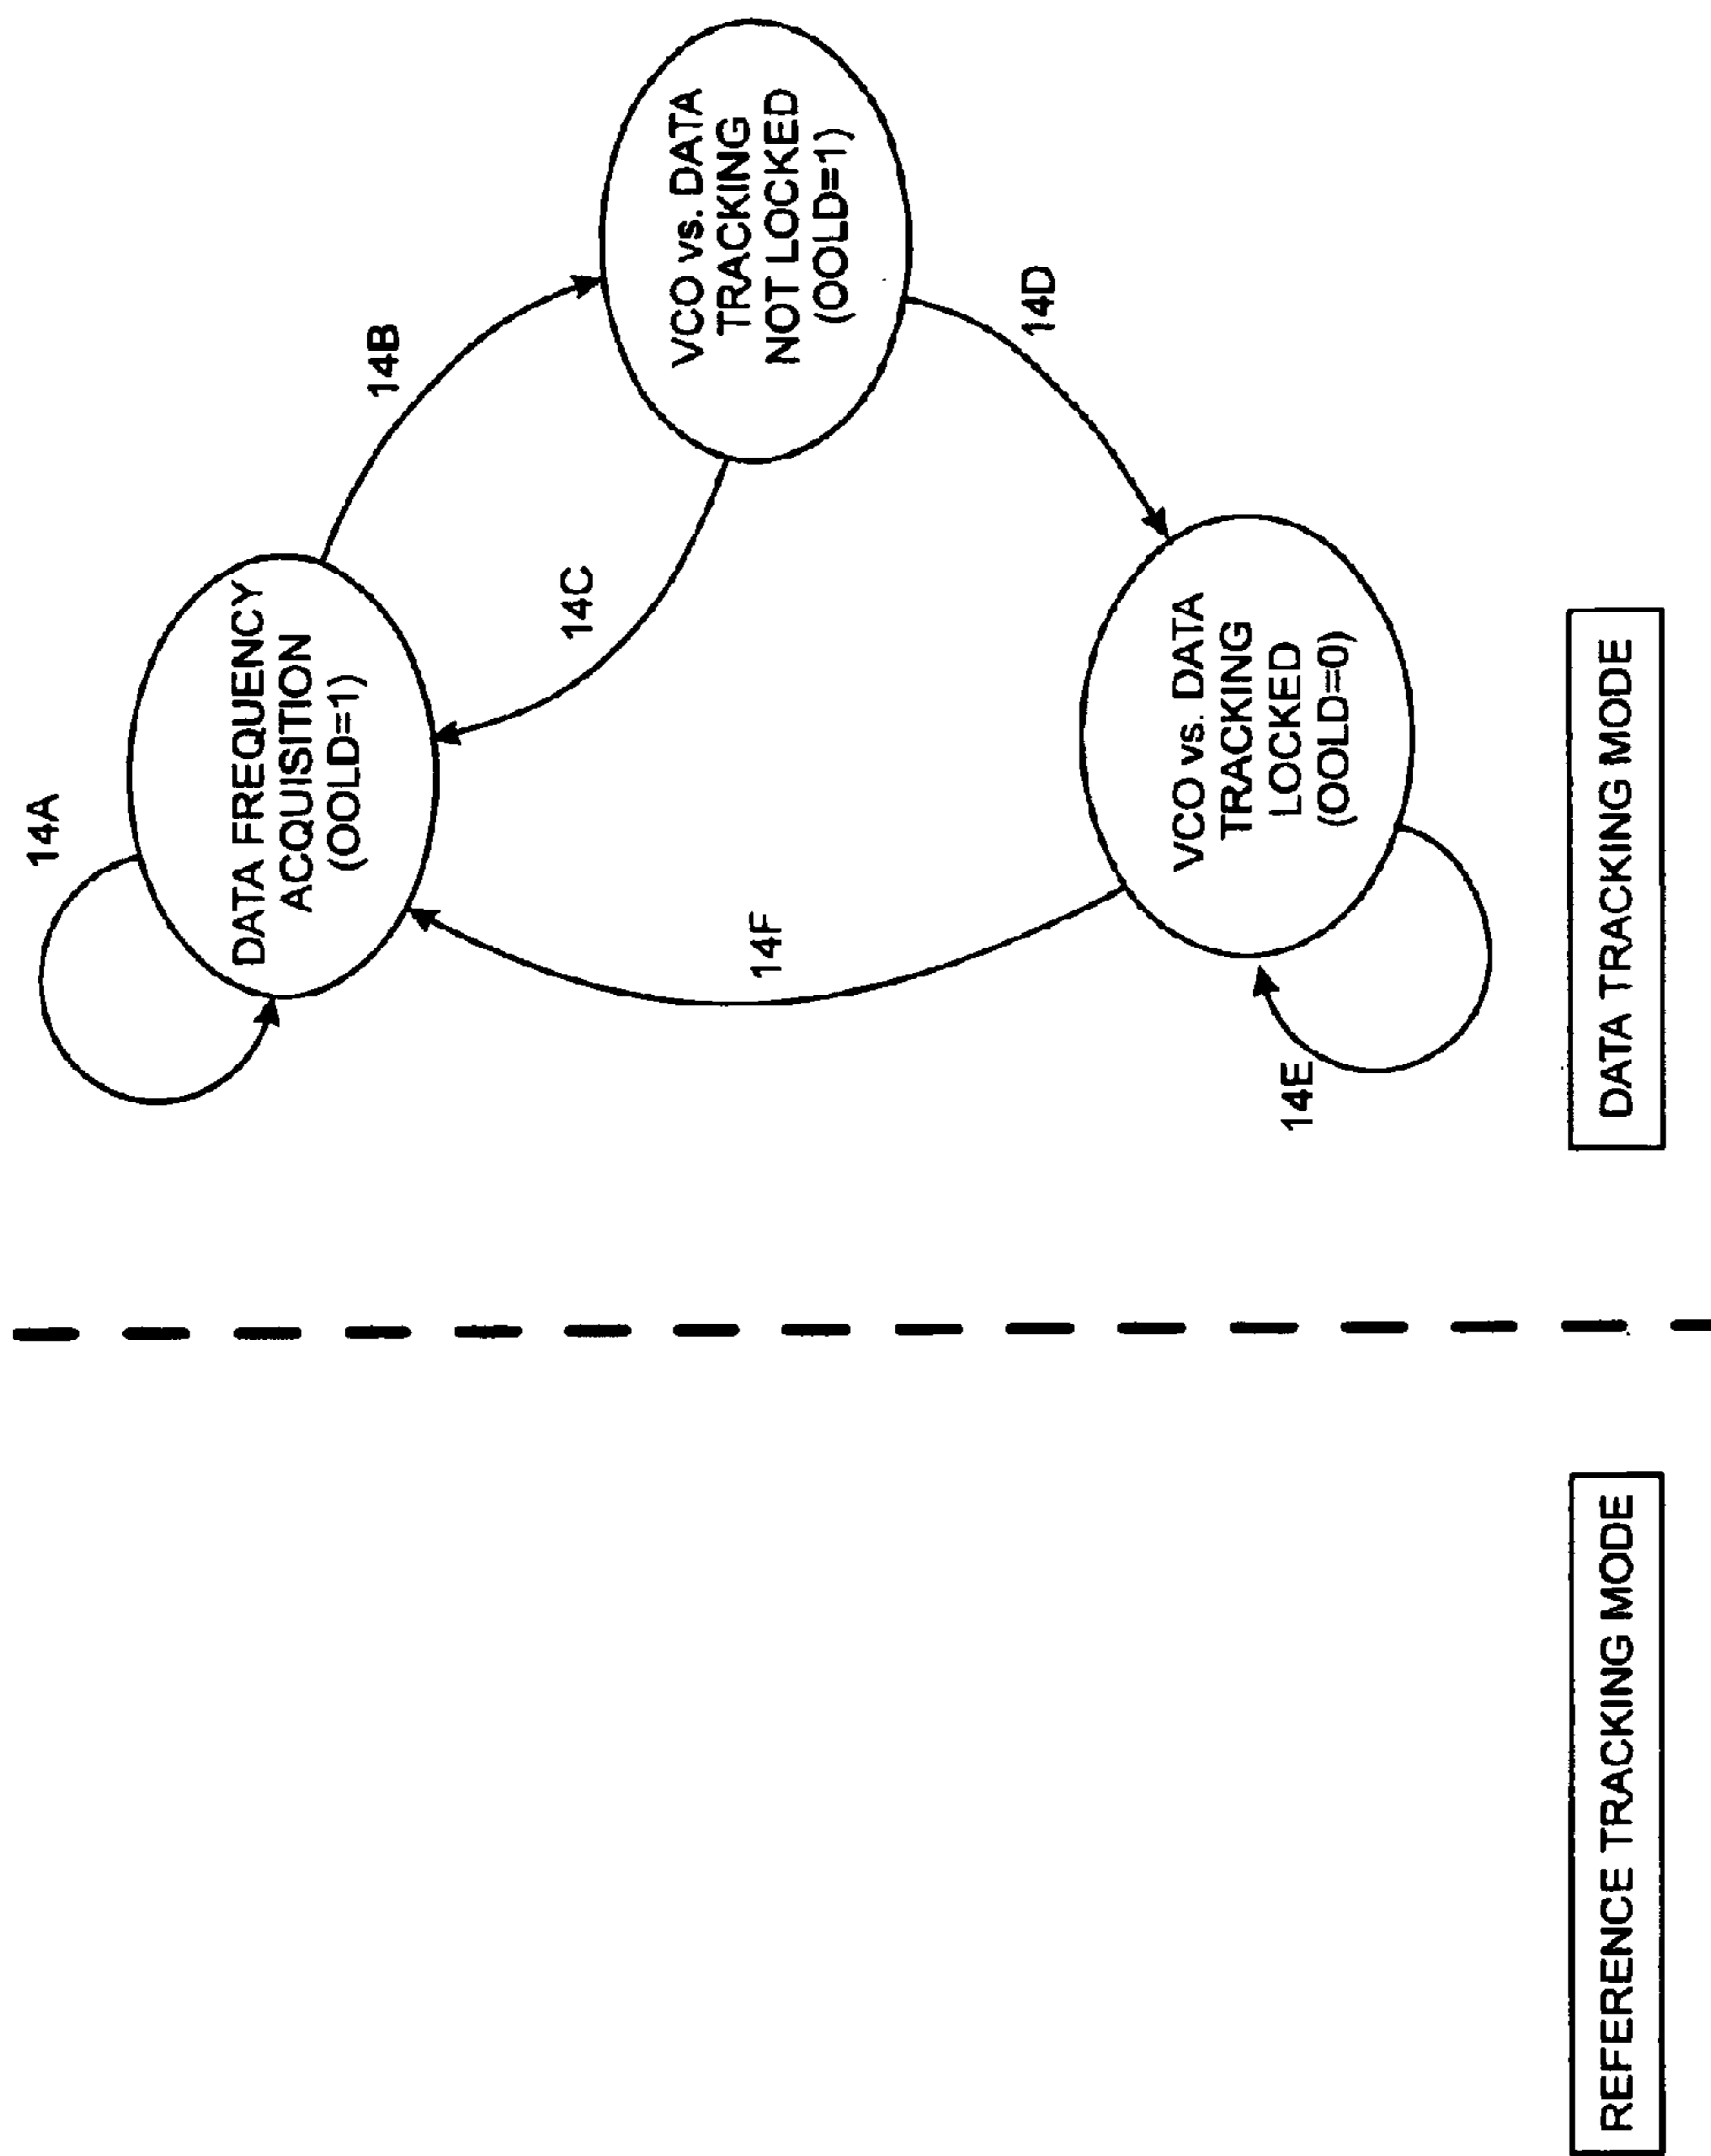 14A
DATA FREQUENCY
ACQUISITION
(OOLD=1)
14B
14C
VCO vs. DATA
TRACKING
NOT LOCKED
(OOLD=1)
14D
14F
VCO vs. DATA
TRACKING
LOCKED
(OOLD=0)
14E
REFERENCE TRACKING MODE
DATA TRACKING MODE